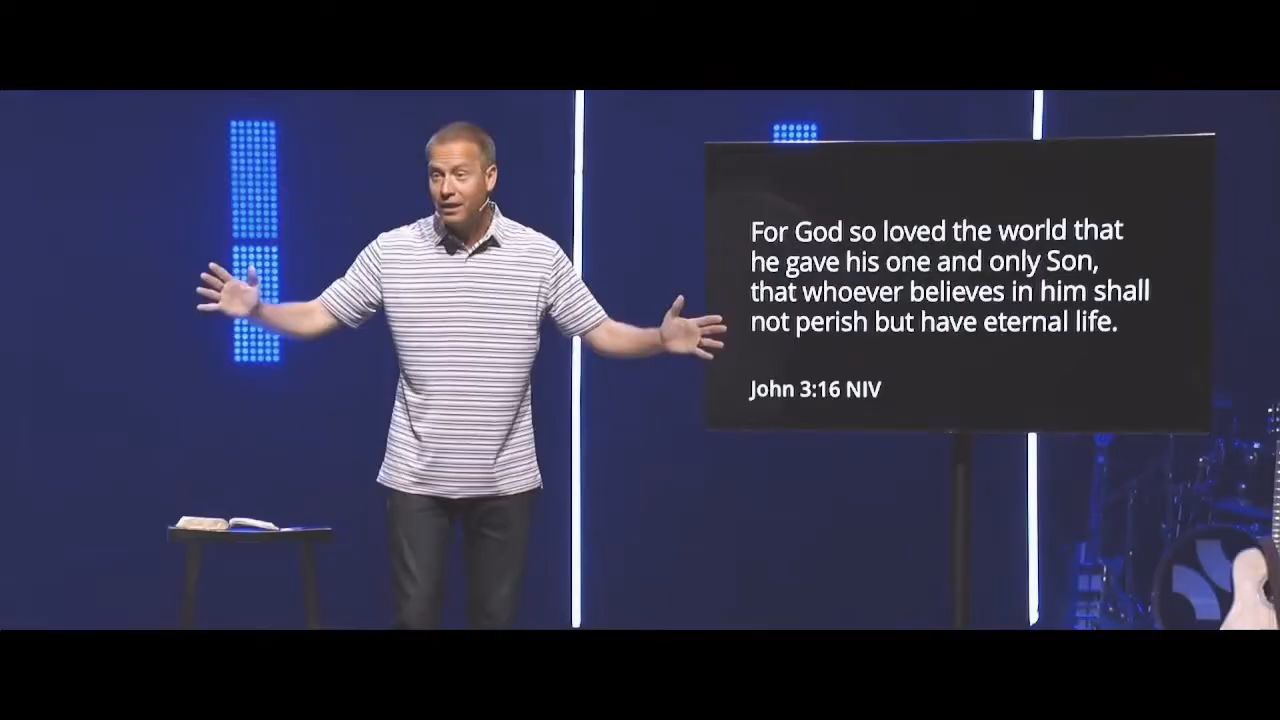 For God so loved the world that
he gave his one and only Son,
that whoever believes in him shall
not perish but have eternal life.
John 3:16 NIV